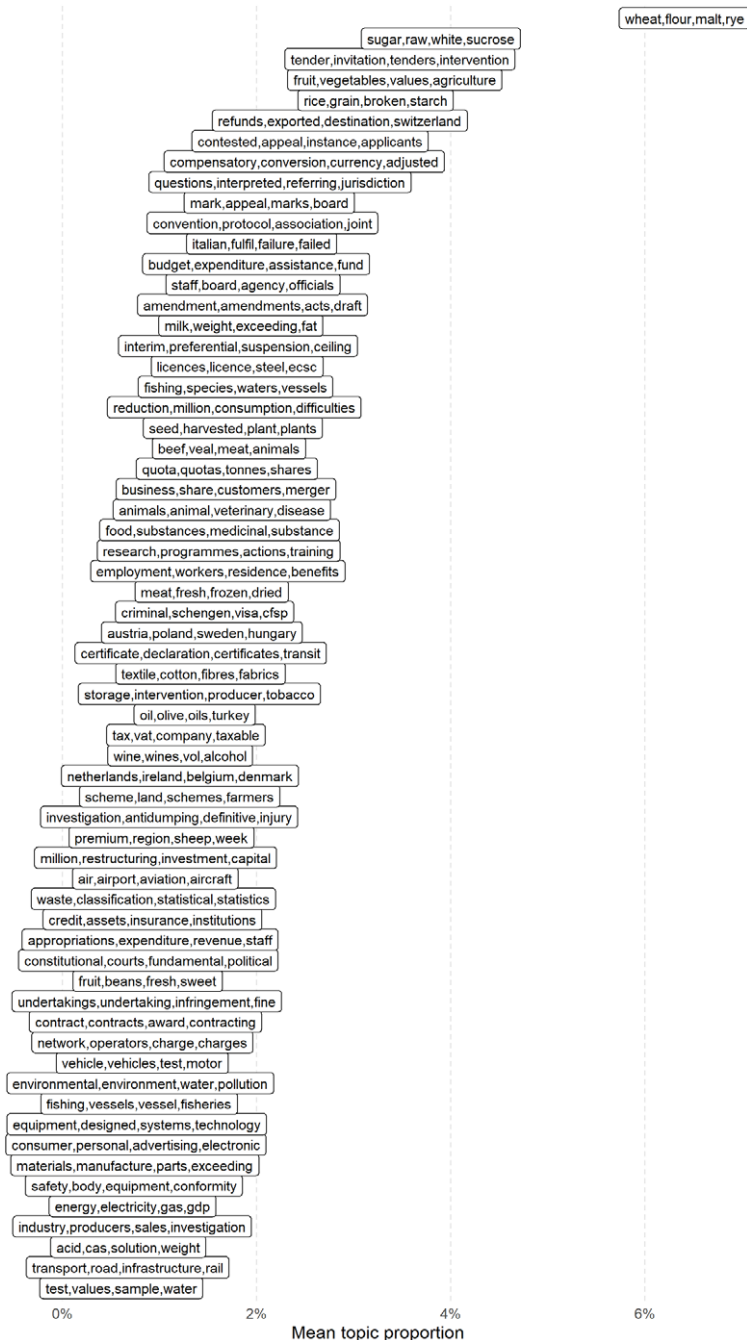 wheat,flour,malt,rye
sugar,raw,white,sucrose
tender,invitation,tenders,intervention
fruit,vegetables,values,agriculture
rice,grain,broken,starch
refunds,exported,destination,switzerland
contested,appeal,instance,applicants
compensatory,conversion,currency,adjusted
questions,interpreted,referring,jurisdiction
mark,appeal,marks,board
convention,protocol,association,joint
italian,fulfil,failure,failed
budget,expenditure,assistance,fund
staff,board,agency,officials
amendment,amendments,acts,draft
milk,weight,exceeding,fat
interim,preferential,suspension,ceiling
licences,licence,steel,ecsc
fishing,species,waters,vessels
reduction,million,consumption,difficulties
seed,harvested,plant,plants
beef,veal,meat,animals
quota,quotas,tonnes,shares
business,share,customers,merger
animals,animal,veterinary,disease
food,substances,medicinal,substance
research,programmes,actions,training
employment,workers,residence,benefits
meat,fresh,frozen,dried
criminal,schengen,visa,cfsp
austria,poland,sweden,hungary
certificate,declaration,certificates,transit
textile,cotton,fibres,fabrics
storage,intervention,producer,tobacco
oil,olive,oils,turkey
tax,vat,company,taxable
wine,wines,vol,alcohol
netherlands,ireland,belgium,denmark
scheme,land,schemes,farmers
investigation,antidumping,definitive,injury
premium,region,sheep,week
million,restructuring,investment,capital
air,airport,aviation,aircraft
waste,classification,statistical,statistics
credit,assets,insurance,institutions
appropriations,expenditure,revenue,staff
constitutional,courts,fundamental,political
fruit,beans,fresh,sweet
undertakings,undertaking,infringement,fine
contract,contracts,award,contracting
network,operators,charge,charges
vehicle,vehicles,test,motor
environmental,environment,water,pollution
fishing,vessels,vessel,fisheries
equipment,designed,systems,technology
consumer,personal,advertising,electronic
materials,manufacture,parts,exceeding
safety,body,equipment,conformity
energy,electricity,gas,gdp
industry,producers,sales,investigation
acid,cas,solution,weight
transport,road,infrastructure,rail
test,values,sample,water
0% 2% 4% 6%
Mean topic proportion